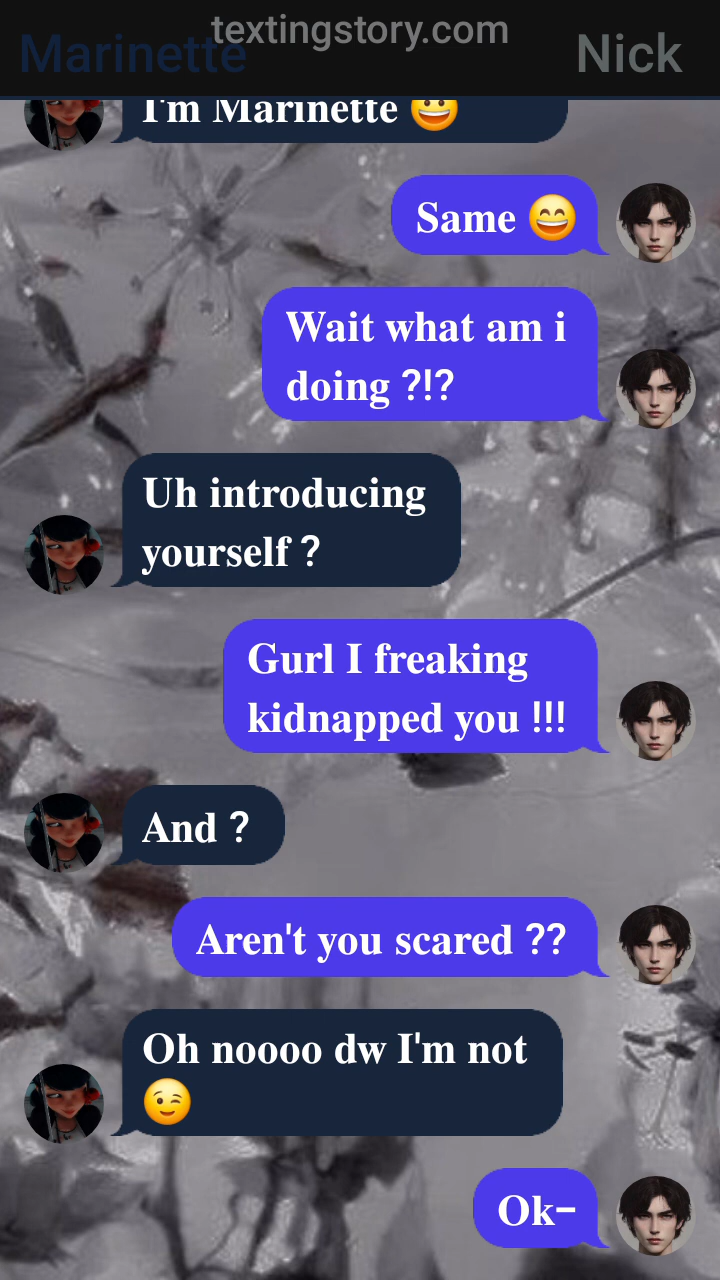 textingstory.com
Marinette
Nick
I'm Marinette 😀
Same 😄
Wait what am i
doing ?!?
Uh introducing
yourself ?
Gurl I freaking
kidnapped you !!!
And ?
Aren't you scared ??
Oh noooo dw I'm not
😉
Ok-